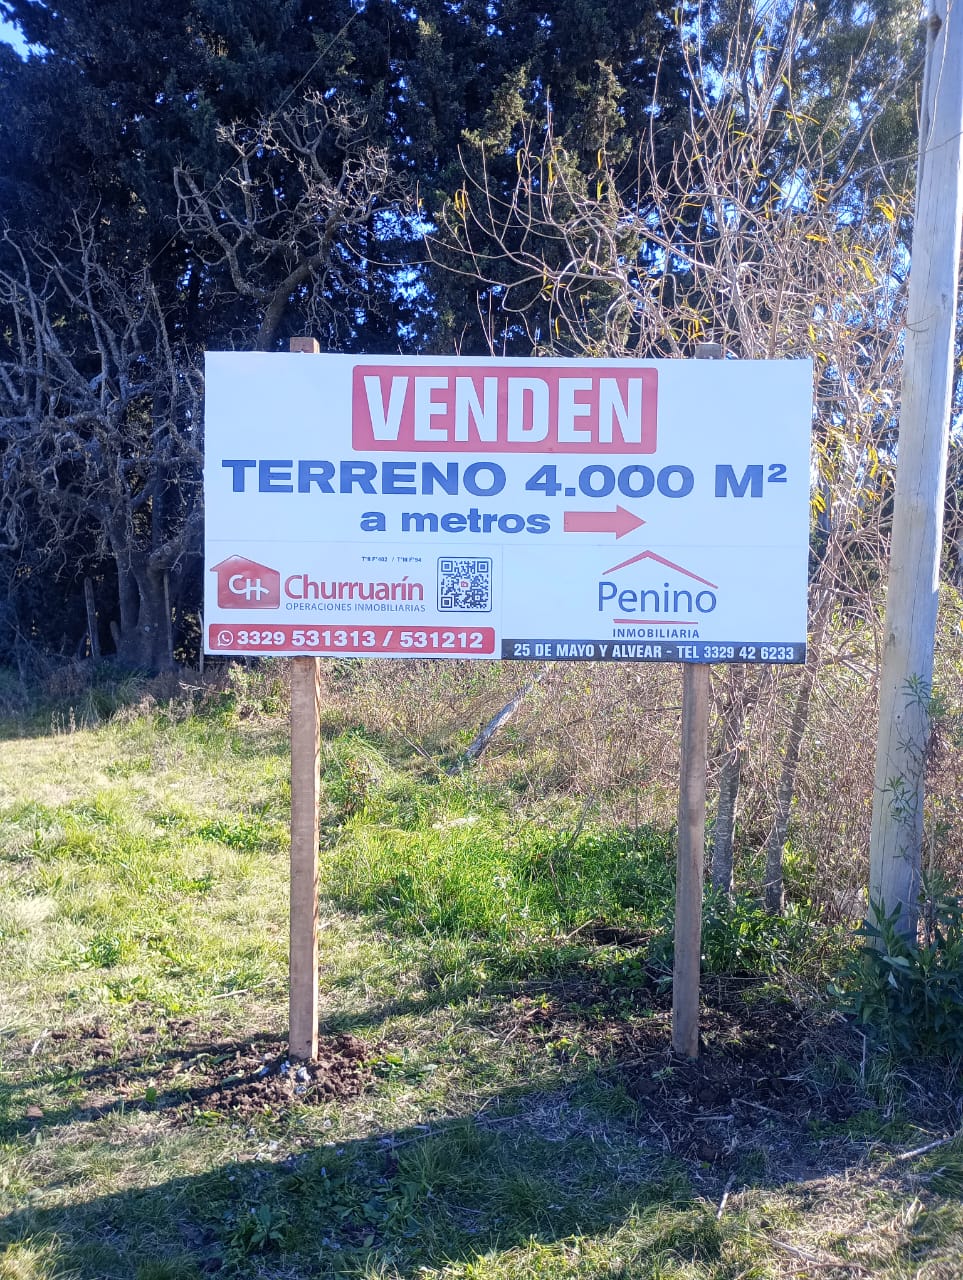 VENDEN
TERRENO 4.000 M²
a metros
CH
Churruarín
OPERACIONES INMOBILIARIAS
3329 531313 / 531212
Penino
INMOBILIARIA
25 DE MAYO Y ALVEAR - TEL 3329 42 6233